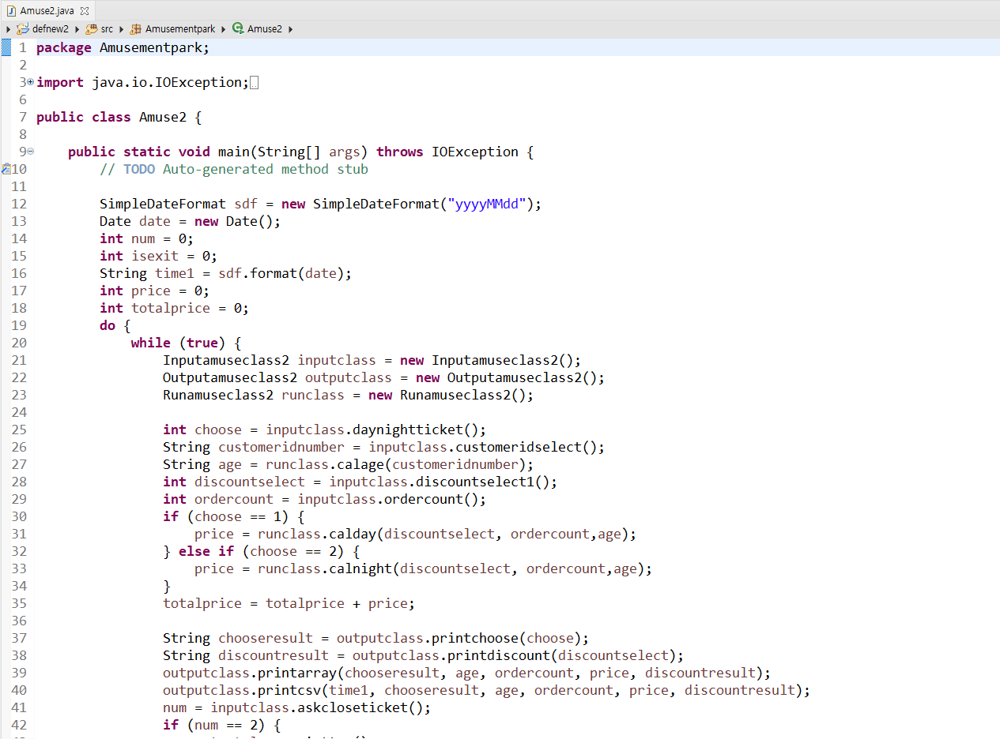 Amuse2.java
defnew2 src Amusementpark Amuse2
1 package Amusementpark;
2
3 import java.io.IOException;
6
7 public class Amuse2 {
8
9     public static void main(String[] args) throws IOException {
10         // TODO Auto-generated method stub
11
12         SimpleDateFormat sdf = new SimpleDateFormat("yyyyMMdd");
13         Date date = new Date();
14         int num = 0;
15         int isexit = 0;
16         String time1 = sdf.format(date);
17         int price = 0;
18         int totalprice = 0;
19         do {
20             while (true) {
21                 Inputamuseclass2 inputclass = new Inputamuseclass2();
22                 Outputamuseclass2 outputclass = new Outputamuseclass2();
23                 Runamuseclass2 runclass = new Runamuseclass2();
24
25                 int choose = inputclass.daynightticket();
26                 String customeridnumber = inputclass.customeridselect();
27                 String age = runclass.calage(customeridnumber);
28                 int discountselect = inputclass.discountselect1();
29                 int ordercount = inputclass.ordercount();
30                 if (choose == 1) {
31                     price = runclass.calday(discountselect, ordercount,age);
32                 } else if (choose == 2) {
33                     price = runclass.calnight(discountselect, ordercount,age);
34                 }
35                 totalprice = totalprice + price;
36
37                 String chooseresult = outputclass.printchoose(choose);
38                 String discountresult = outputclass.printdiscount(discountselect);
39                 outputclass.printarray(chooseresult, age, ordercount, price, discountresult);
40                 outputclass.printcsv(time1, chooseresult, age, ordercount, price, discountresult);
41                 num = inputclass.askcloseticket();
42                 if (num == 2) {